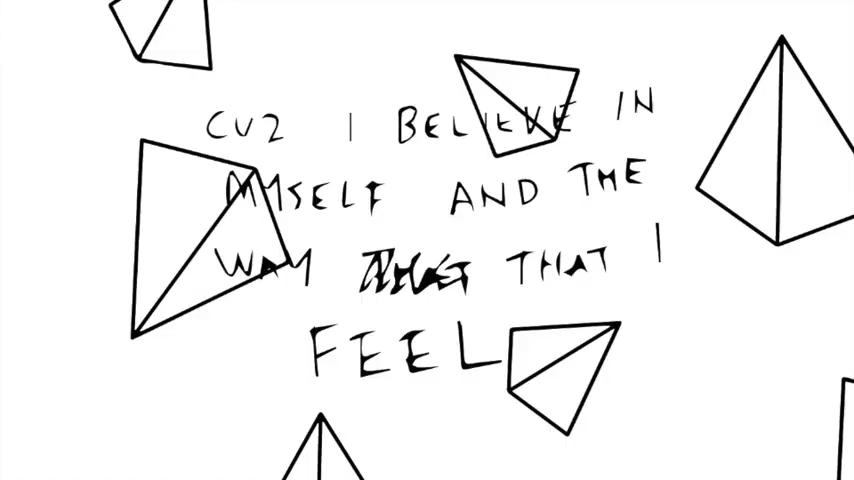 CUZ I BELIEVE IN
MYSELF AND THE
WAY THAT I
FEEL